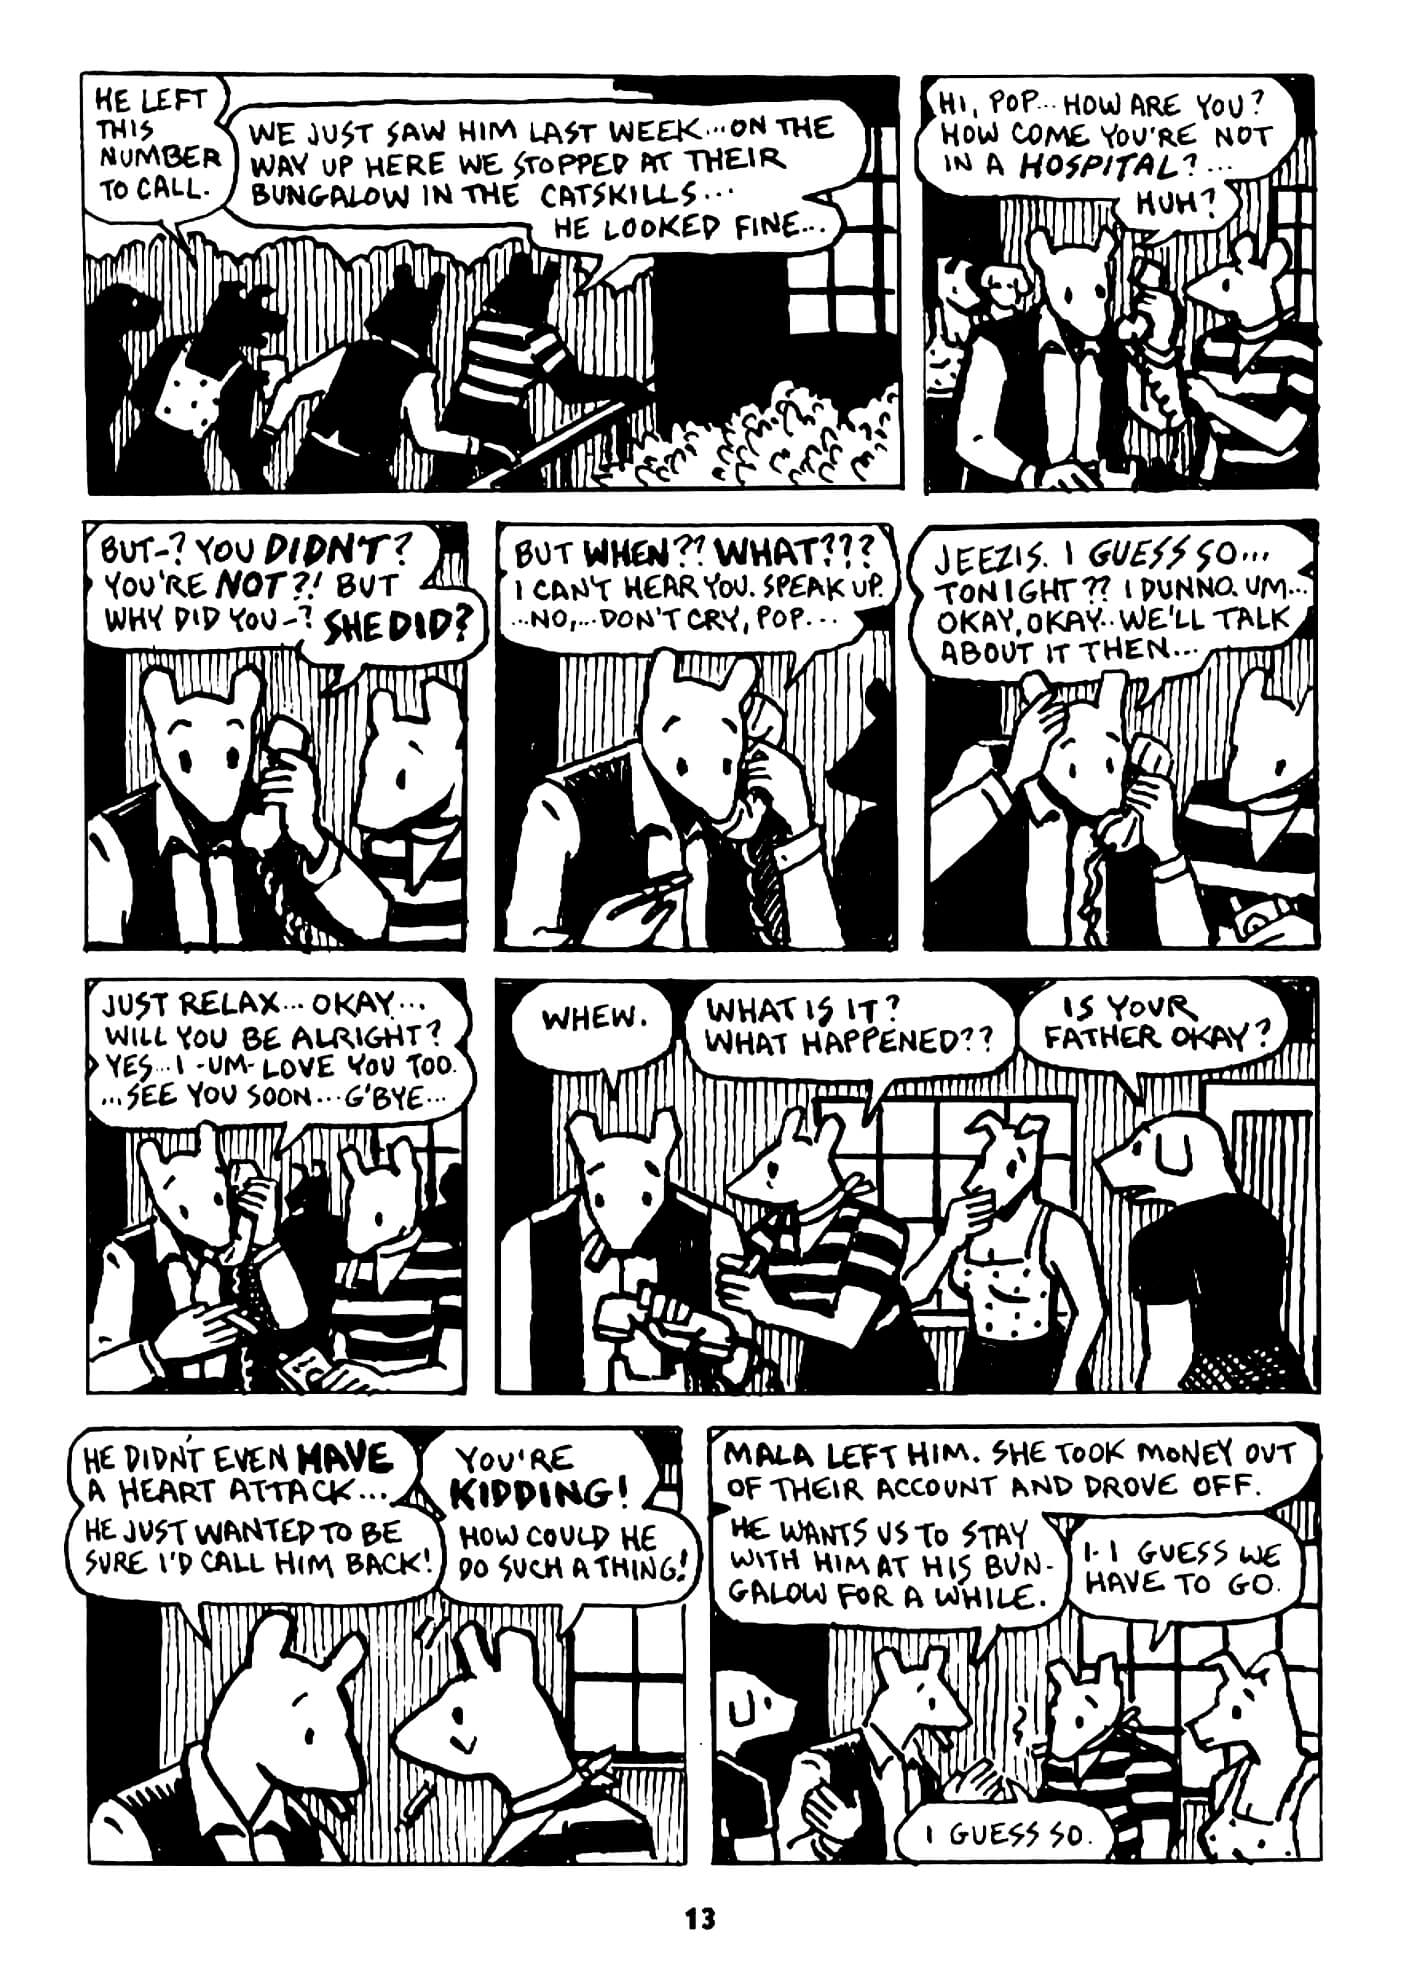 HE LEFT
THIS
NUMBER
TO CALL.
WE JUST SAW HIM LAST WEEK...ON THE
WAY UP HERE WE STOPPED AT THEIR
BUNGALOW IN THE CATSKILLS...
HE LOOKED FINE...
HI, POP... HOW ARE YOU?
HOW COME YOU'RE NOT
IN A HOSPITAL?...
HUH?
BUT-? YOU DIDN'T?
YOU'RE NOT?! BUT
WHY DID YOU-?
SHE DID?
BUT WHEN?? WHAT???
I CAN'T HEAR YOU. SPEAK UP.
...NO,...DON'T CRY, POP...
JEEZIS. I GUESS SO...
TONIGHT?? I DUNNO. UM...
OKAY, OKAY..WE'LL TALK
ABOUT IT THEN...
JUST RELAX... OKAY...
WILL YOU BE ALRIGHT?
YES...I -UM- LOVE YOU TOO.
...SEE YOU SOON...G'BYE...
WHEW.
WHAT IS IT?
WHAT HAPPENED??
IS YOUR
FATHER OKAY?
HE DIDN'T EVEN HAVE
A HEART ATTACK...
HE JUST WANTED TO BE
SURE I'D CALL HIM BACK!
YOU'RE
KIDDING!
HOW COULD HE
DO SUCH A THING!
MALA LEFT HIM. SHE TOOK MONEY OUT
OF THEIR ACCOUNT AND DROVE OFF.
HE WANTS US TO STAY
WITH HIM AT HIS BUN-
GALOW FOR A WHILE.
I-I GUESS WE
HAVE TO GO.
I GUESS SO.
13